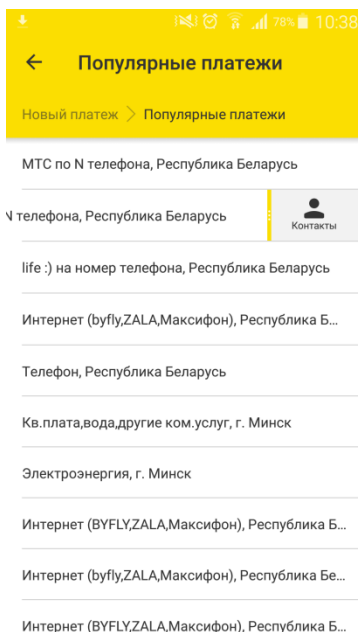 78% 10:38
Популярные платежи
Новый платеж > Популярные платежи
МТС по N телефона, Республика Беларусь
N телефона, Республика Беларусь
Контакты
life :) на номер телефона, Республика Беларусь
Интернет (byfly,ZALA,Максифон), Республика Б...
Телефон, Республика Беларусь
Кв.плата,вода,другие ком.услуг, г. Минск
Электроэнергия, г. Минск
Интернет (BYFLY,ZALA,Максифон), Республика Б...
Интернет (byfly,ZALA,Максифон), Республика Бе...
Интернет (BYFLY,ZALA,Максифон), Республика Б...